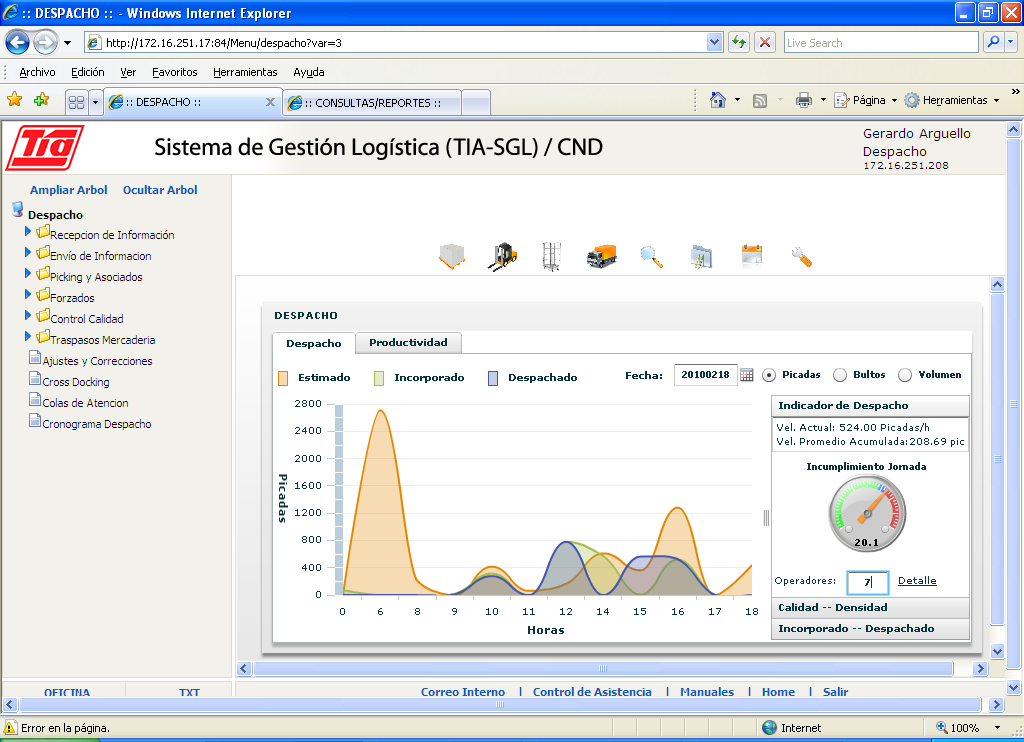 :: DESPACHO :: - Windows Internet Explorer
http://172.16.251.17:84/Menu/despacho?var=3
Live Search
Archivo Edición Ver Favoritos Herramientas Ayuda
:: DESPACHO ::
:: CONSULTAS/REPORTES ::
Página
Herramientas
Tia
Sistema de Gestión Logística (TIA-SGL) / CND
Gerardo Arguello
Despacho
172.16.251.208
Ampliar Arbol Ocultar Arbol
Despacho
Recepcion de Información
Envío de Informacion
Picking y Asociados
Forzados
Control Calidad
Traspasos Mercaderia
Ajustes y Correcciones
Cross Docking
Colas de Atencion
Cronograma Despacho
DESPACHO
Despacho Productividad
Estimado Incorporado Despachado
Fecha: 20100218 Picadas Bultos Volumen
2800
2400
2000
1600
1200
800
400
0
Picadas
0 6 8 9 10 11 12 14 15 16 17 18
Horas
Indicador de Despacho
Vel. Actual: 524.00 Picadas/h
Vel. Promedio Acumulada:208.69 pic
Incumplimiento Jornada
20.1
Operadores: 7 Detalle
Calidad -- Densidad
Incorporado -- Despachado
OFICINA TXT
Correo Interno | Control de Asistencia | Manuales | Home | Salir
Error en la página.
Internet
100%